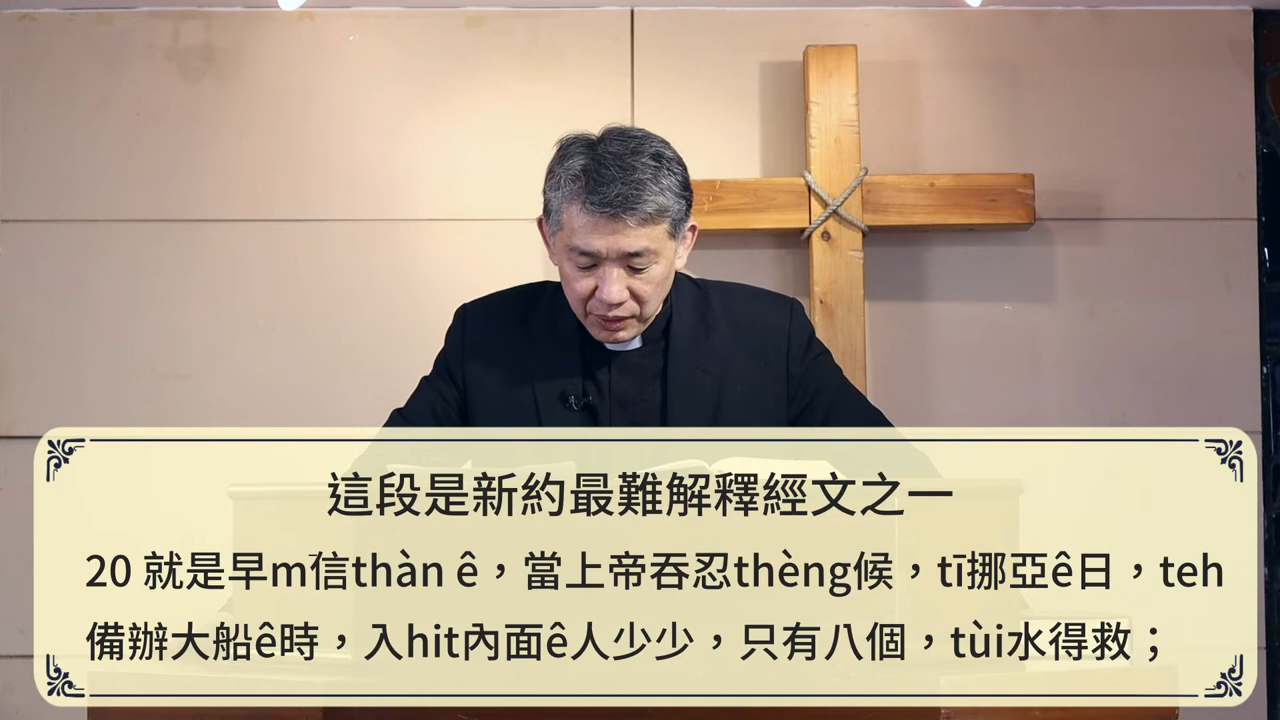 這段是新約最難解釋經文之一
20 就是早m̄信thàn ê，當上帝吞忍thèng候，tī挪亞ê日，teh
備辦大船ê時，入hit內面ê人少少，只有八個，tùi水得救；